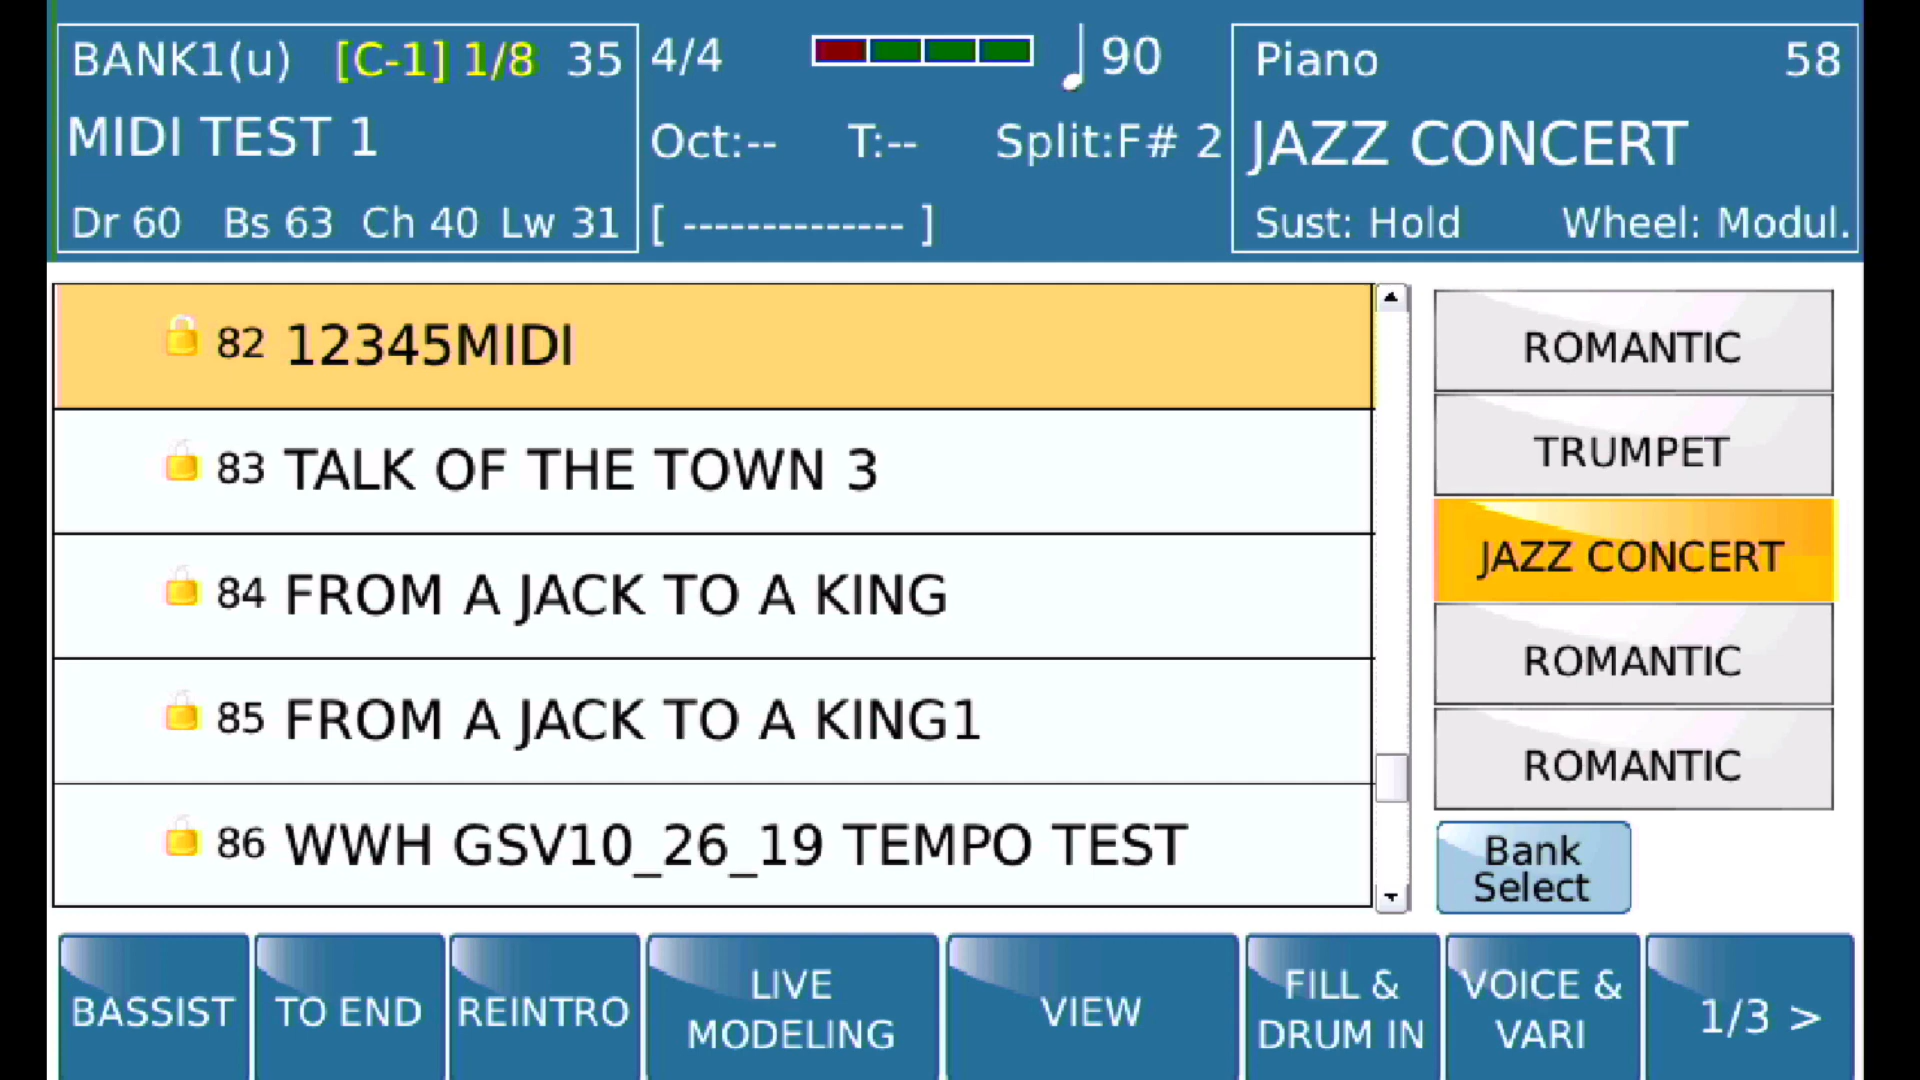 BANK1(u) [C-1] 1/8 35
MIDI TEST 1
Dr 60 Bs 63 Ch 40 Lw 31
4/4 90
Oct:-- T:-- Split:F# 2
[ -------------- ]
Piano 58
JAZZ CONCERT
Sust: Hold Wheel: Modul.
82 12345MIDI
83 TALK OF THE TOWN 3
84 FROM A JACK TO A KING
85 FROM A JACK TO A KING1
86 WWH GSV10_26_19 TEMPO TEST
ROMANTIC
TRUMPET
JAZZ CONCERT
ROMANTIC
ROMANTIC
Bank
Select
BASSIST
TO END
REINTRO
LIVE
MODELING
VIEW
FILL &
DRUM IN
VOICE &
VARI
1/3 >